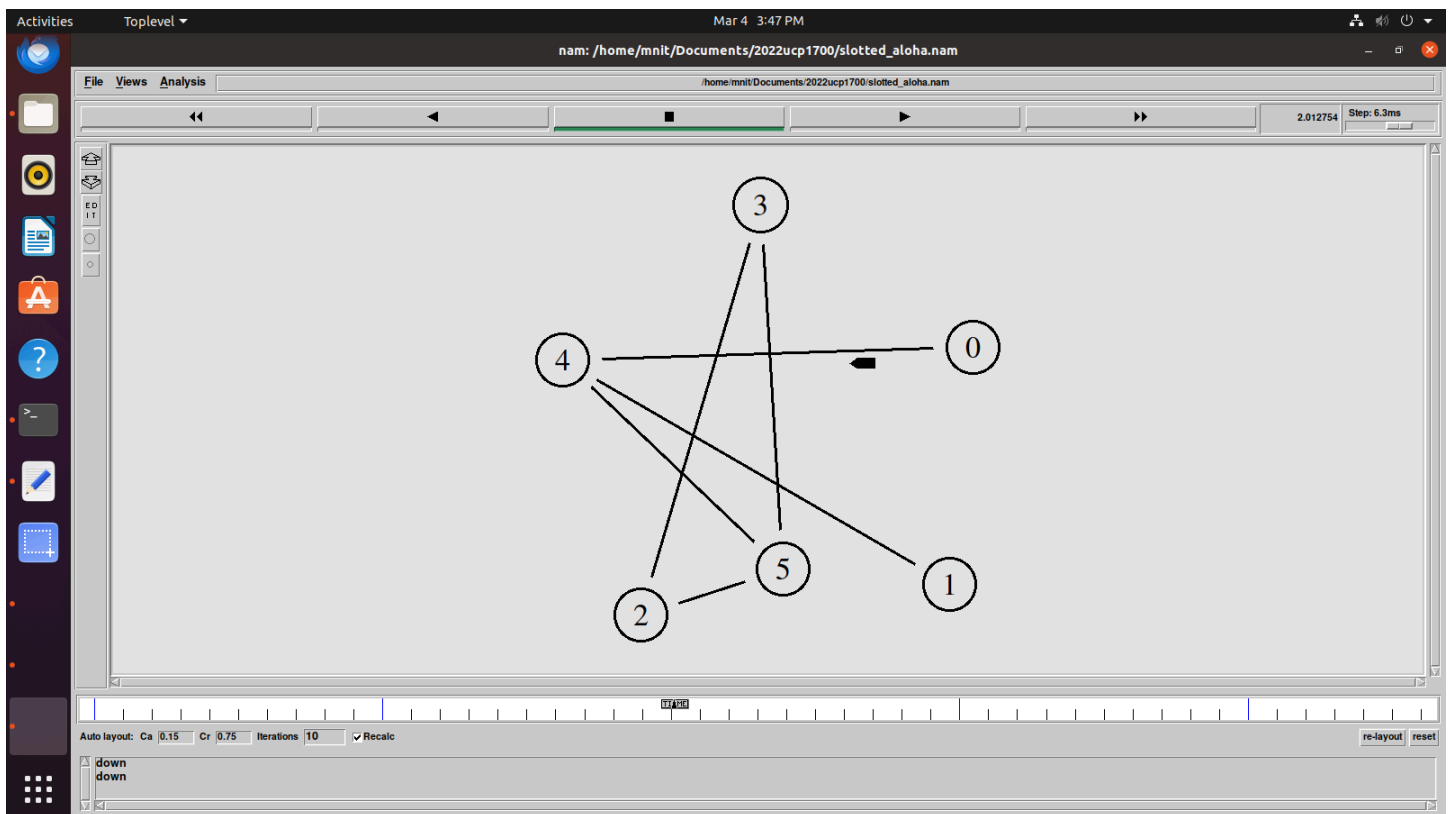 Activities Toplevel Mar 4 3:47 PM
nam: /home/mnit/Documents/2022ucp1700/slotted_aloha.nam
File Views Analysis /home/mnit/Documents/2022ucp1700/slotted_aloha.nam
2.012754 Step: 6.3ms
ED
IT
3
4
0
5
1
2
TIME
Auto layout: Ca 0.15 Cr 0.75 Iterations 10 Recalc re-layout reset
down
down